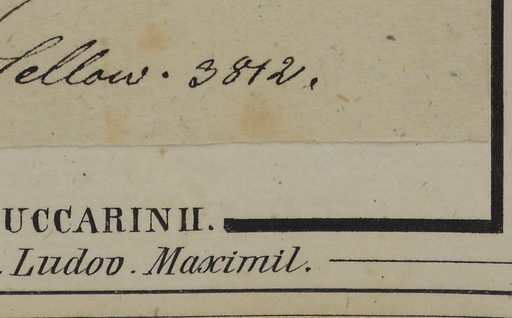 Sellow. 3812.
UCCARINII.
. Ludov. Maximil.